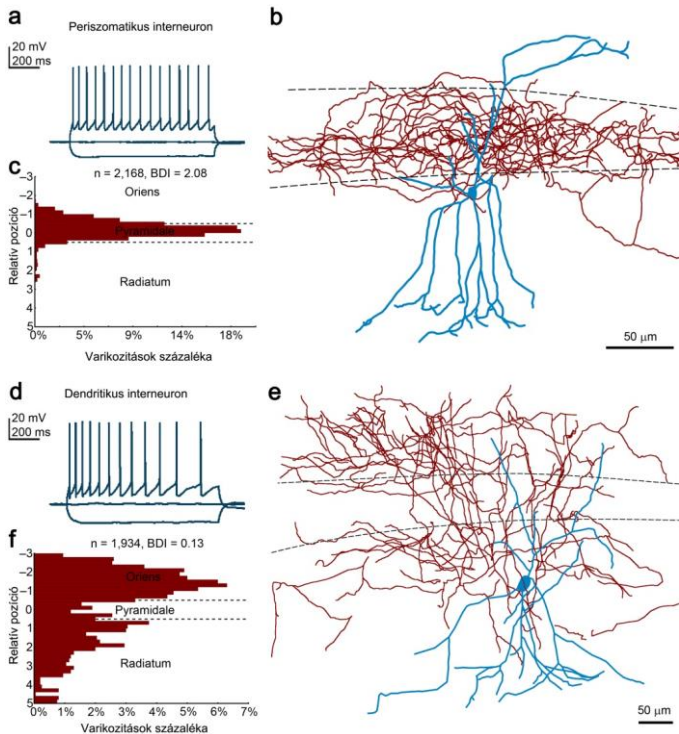 a
Periszomatikus interneuron
20 mV
200 ms
b
50 µm
c
n = 2,168, BDI = 2.08
Relatív pozíció
–3
–2
–1
0
1
2
3
4
5
Oriens
Pyramidale
Radiatum
0% 5% 9% 14% 18%
Varikozitások százaléka
d
Dendritikus interneuron
20 mV
200 ms
e
50 µm
f
n = 1,934, BDI = 0.13
Relatív pozíció
–3
–2
–1
0
1
2
3
4
5
Oriens
Pyramidale
Radiatum
0% 1% 2% 3% 4% 5% 6% 7%
Varikozitások százaléka